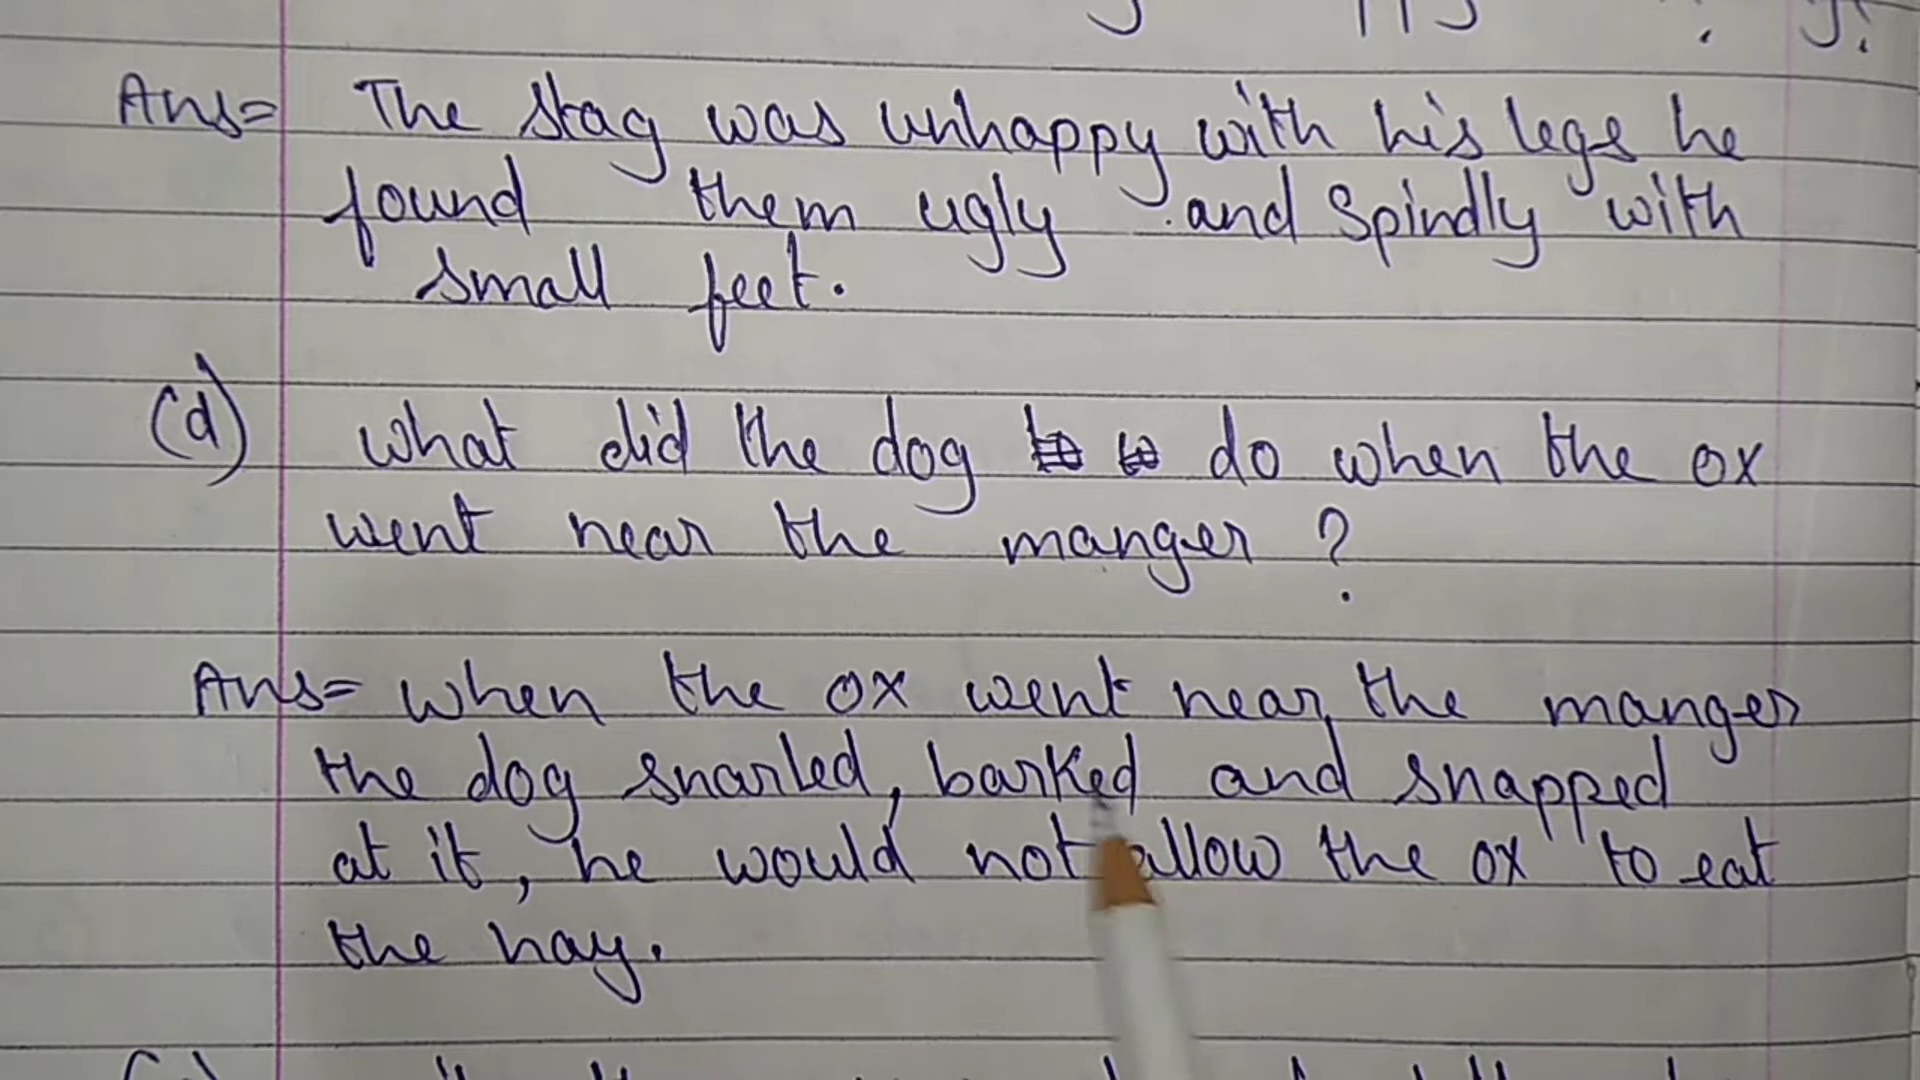 Ans= The stag was unhappy with his legs he
found them ugly and spindly with
small feet.
(d) what did the dog do when the ox
went near the manger ?
Ans= when the ox went near the manger
the dog snarled, barked and snapped
at it, he would not allow the ox to eat
the hay.